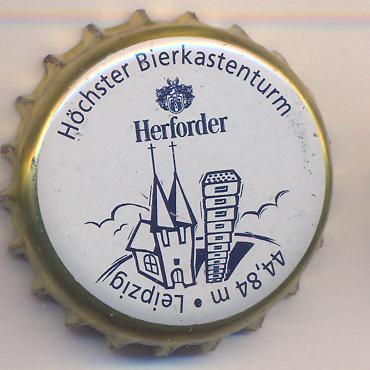 Höchster Bierkastenturm
Herforder
44,84 m • Leipzig